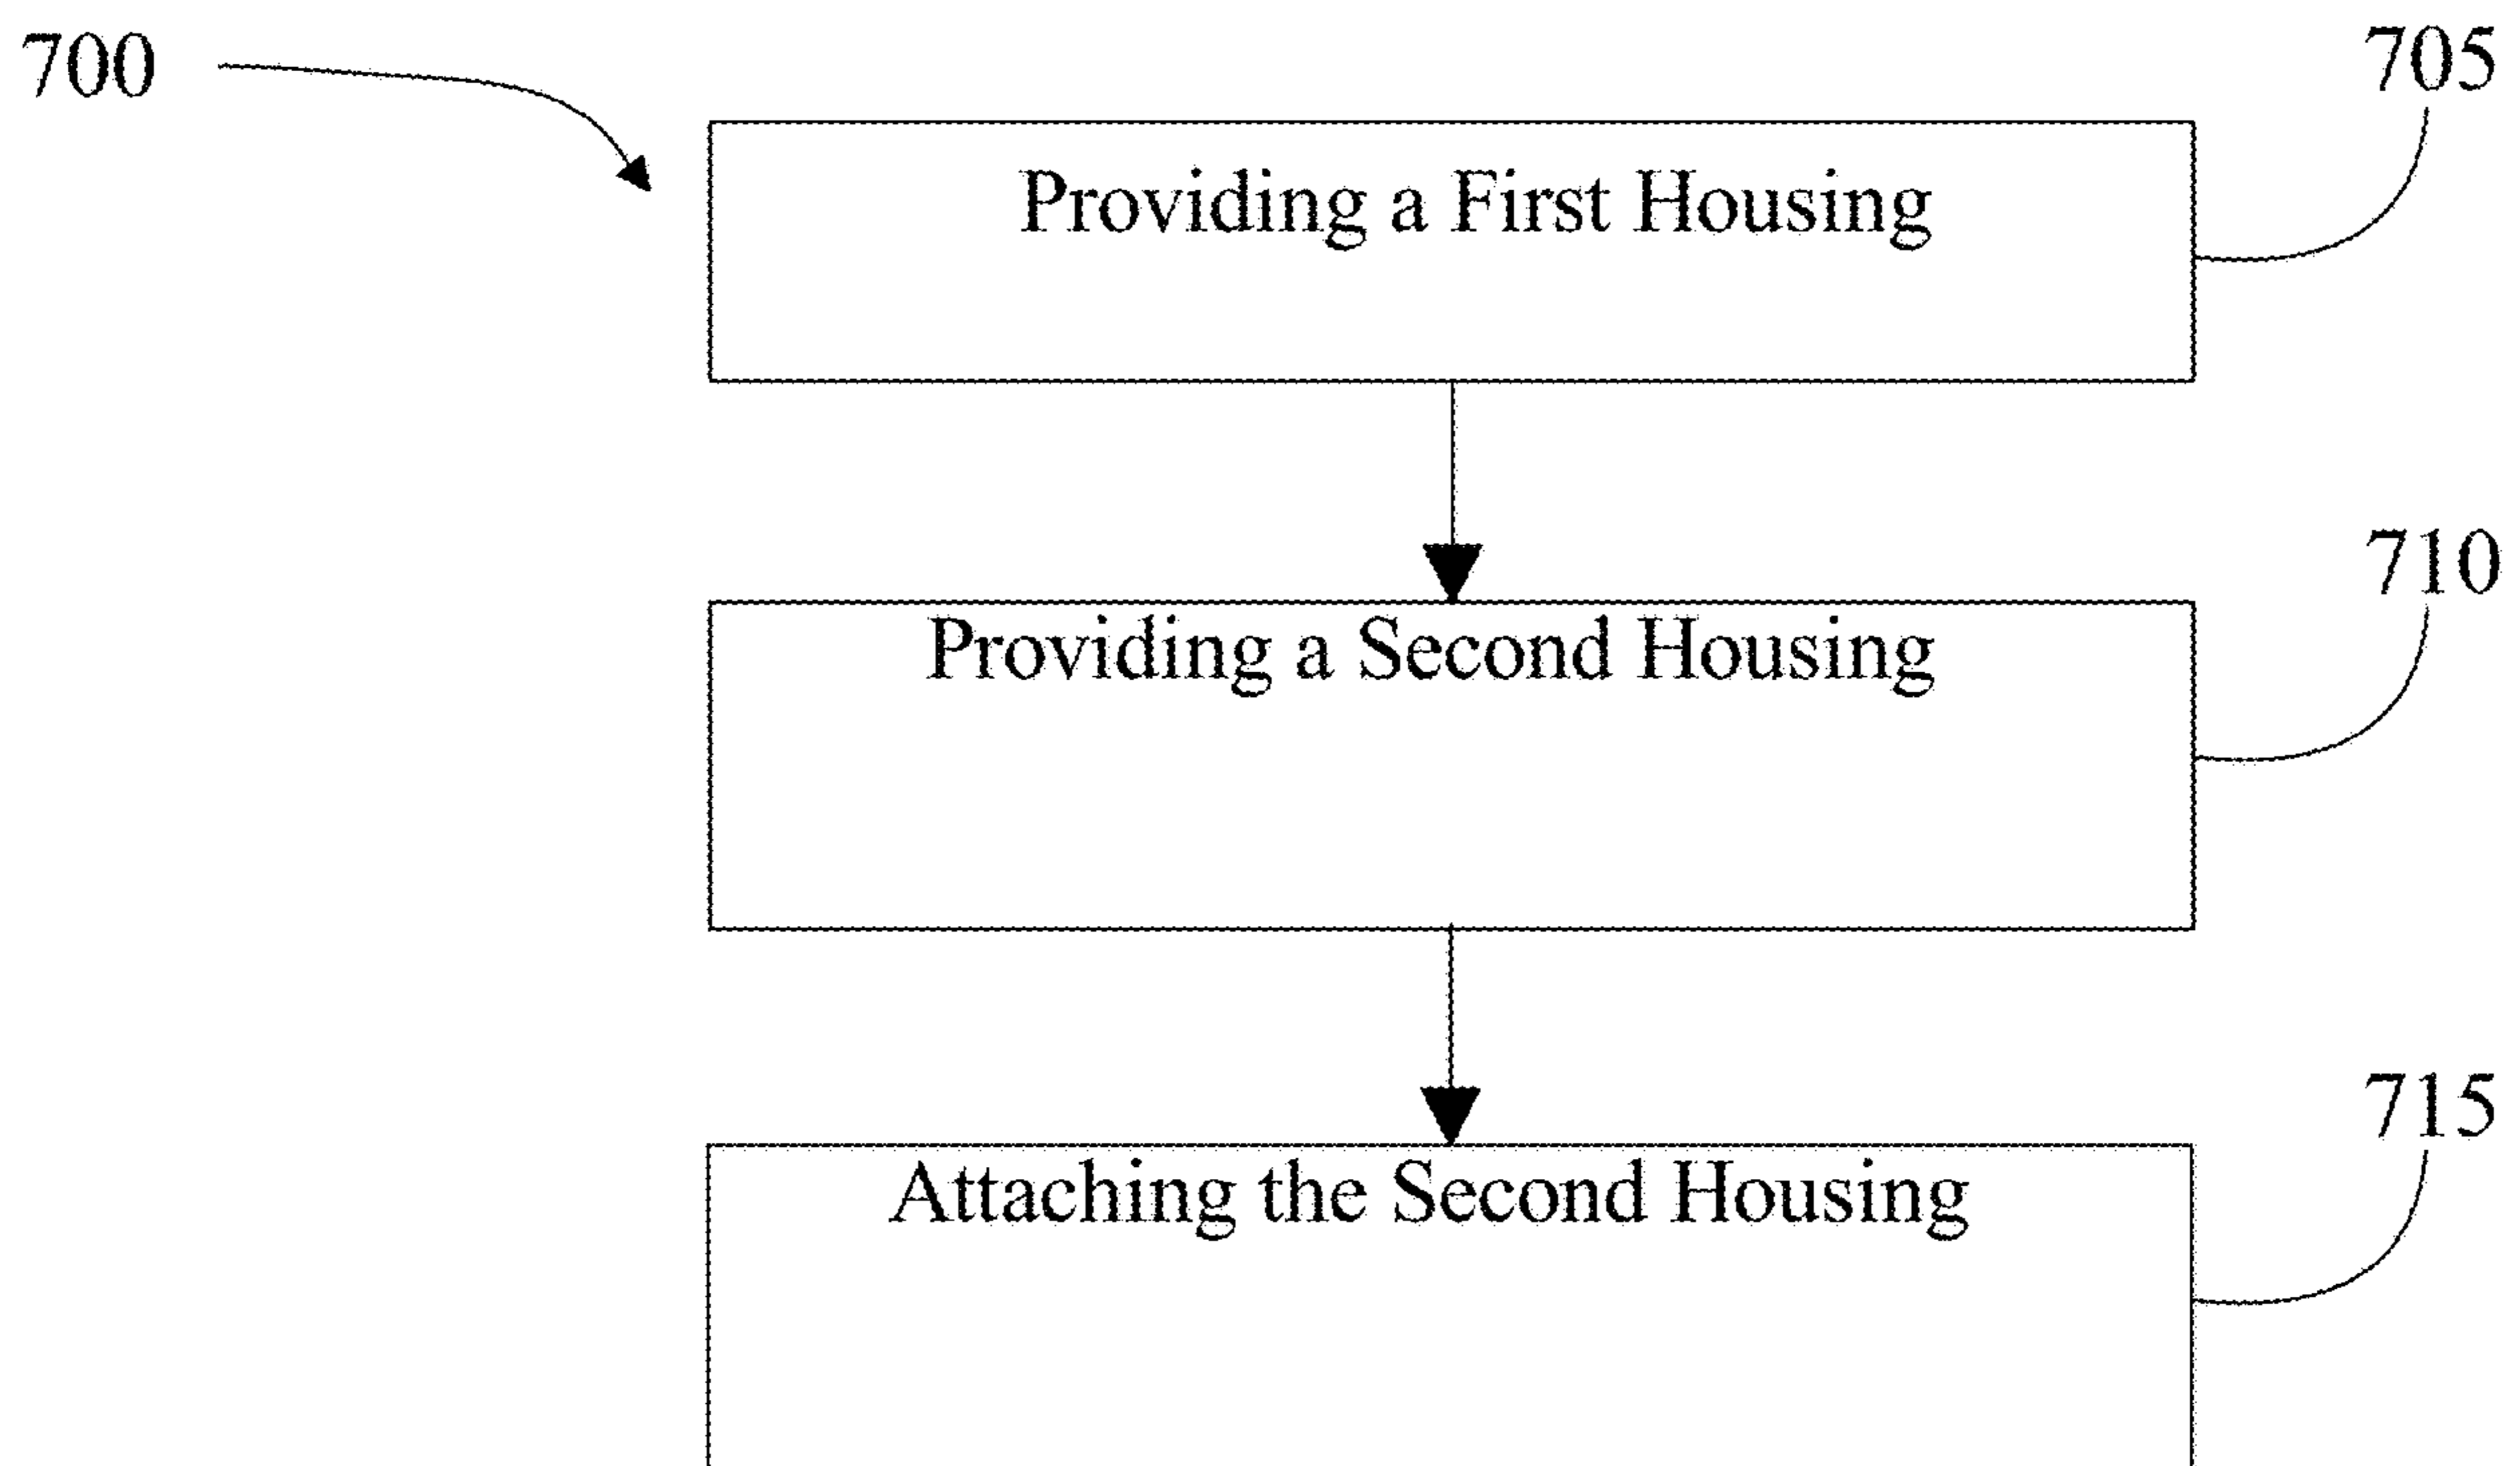 700
705
Providing a First Housing
710
Providing a Second Housing
715
Attaching the Second Housing